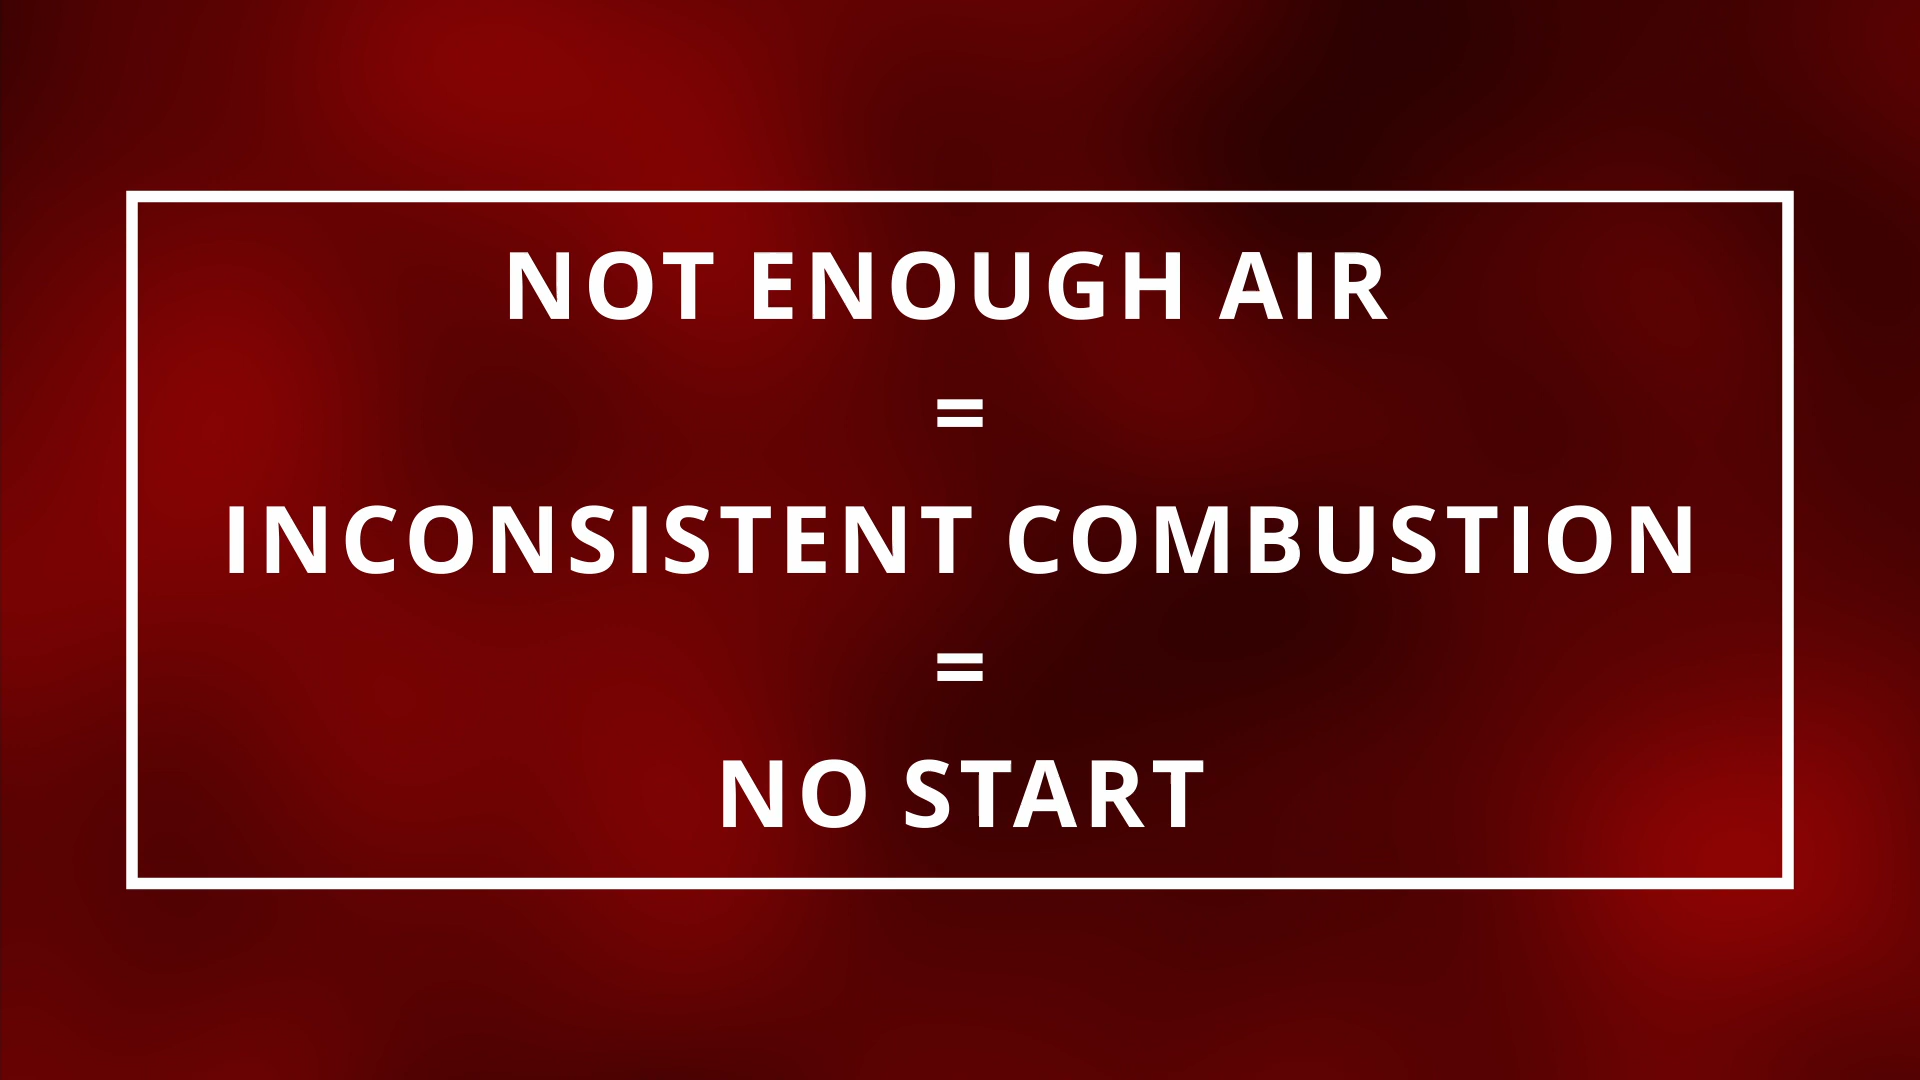 NOT ENOUGH AIR
=
INCONSISTENT COMBUSTION
=
NO START